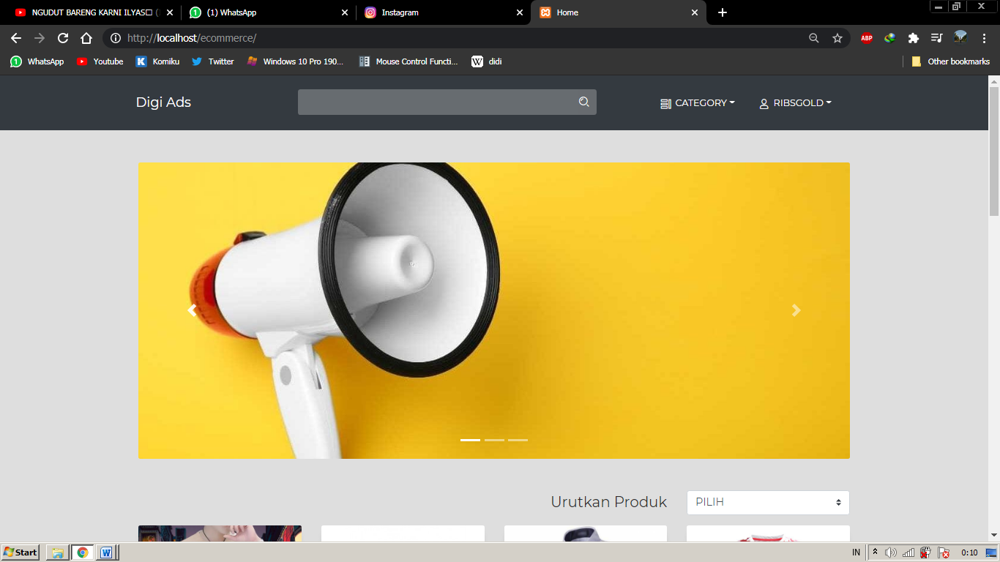 NGUDUT BARENG KARNI ILYAS
(1) WhatsApp
Instagram
Home
http://localhost/ecommerce/
ABP
WhatsApp
Youtube
Komiku
Twitter
Windows 10 Pro 190...
Mouse Control Functi...
didi
Other bookmarks
Digi Ads
CATEGORY
RIBSGOLD
Urutkan Produk
PILIH
Start
IN
0:10